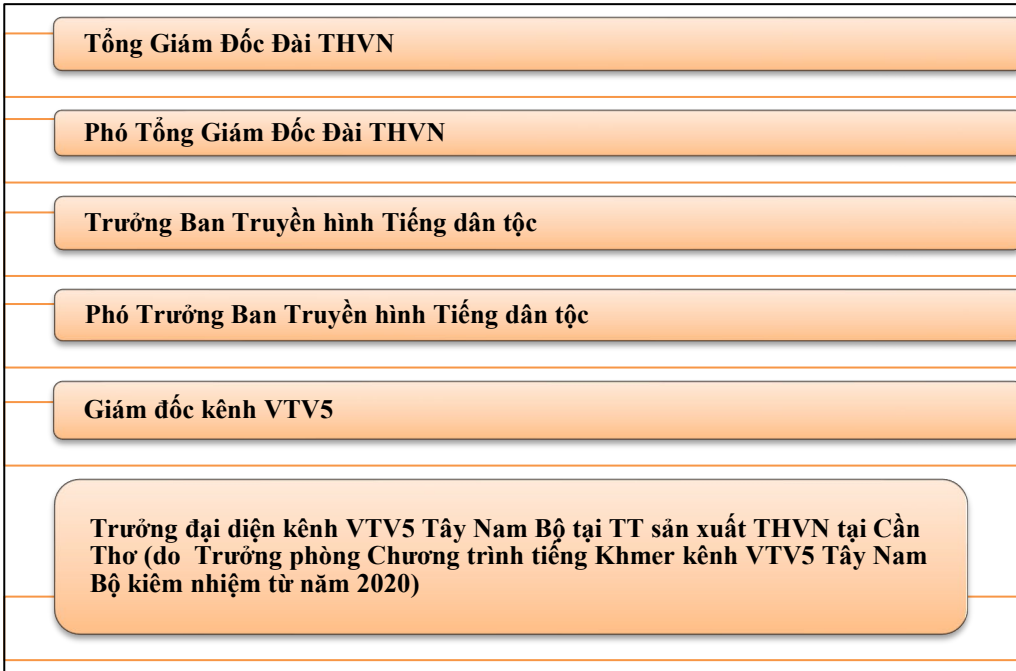 Tổng Giám Đốc Đài THVN
Phó Tổng Giám Đốc Đài THVN
Trưởng Ban Truyền hình Tiếng dân tộc
Phó Trưởng Ban Truyền hình Tiếng dân tộc
Giám đốc kênh VTV5
Trưởng đại diện kênh VTV5 Tây Nam Bộ tại TT sản xuất THVN tại Cần
Thơ (do Trưởng phòng Chương trình tiếng Khmer kênh VTV5 Tây Nam
Bộ kiêm nhiệm từ năm 2020)